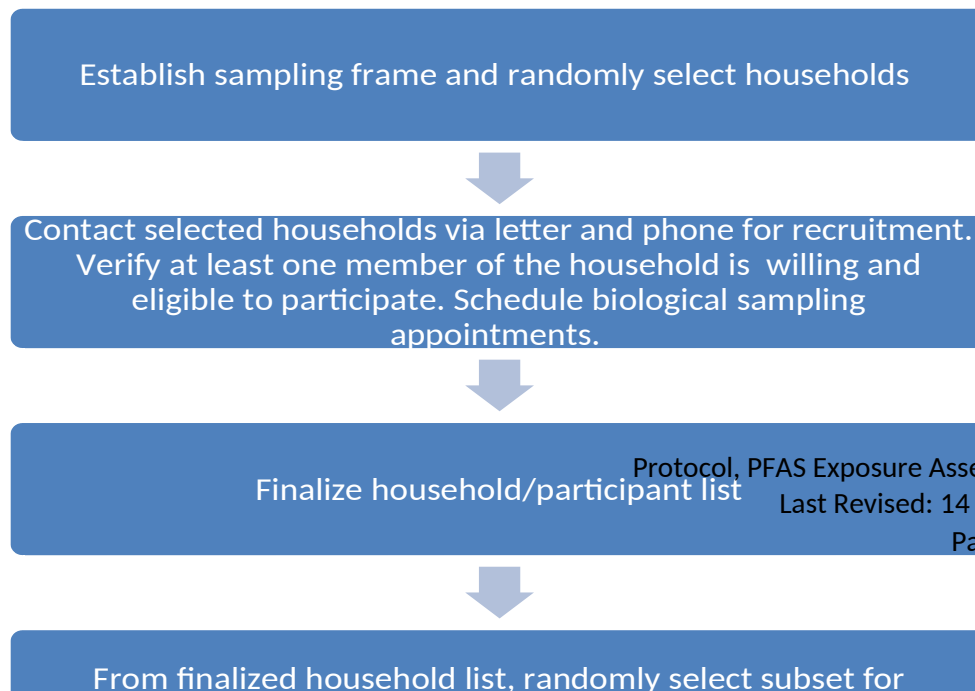 Establish sampling frame and randomly select households
Contact selected households via letter and phone for recruitment.
Verify at least one member of the household is willing and
eligible to participate. Schedule biological sampling
appointments.
Protocol, PFAS Exposure Asse
Finalize household/participant list
Last Revised: 14
Pa
From finalized household list, randomly select subset for